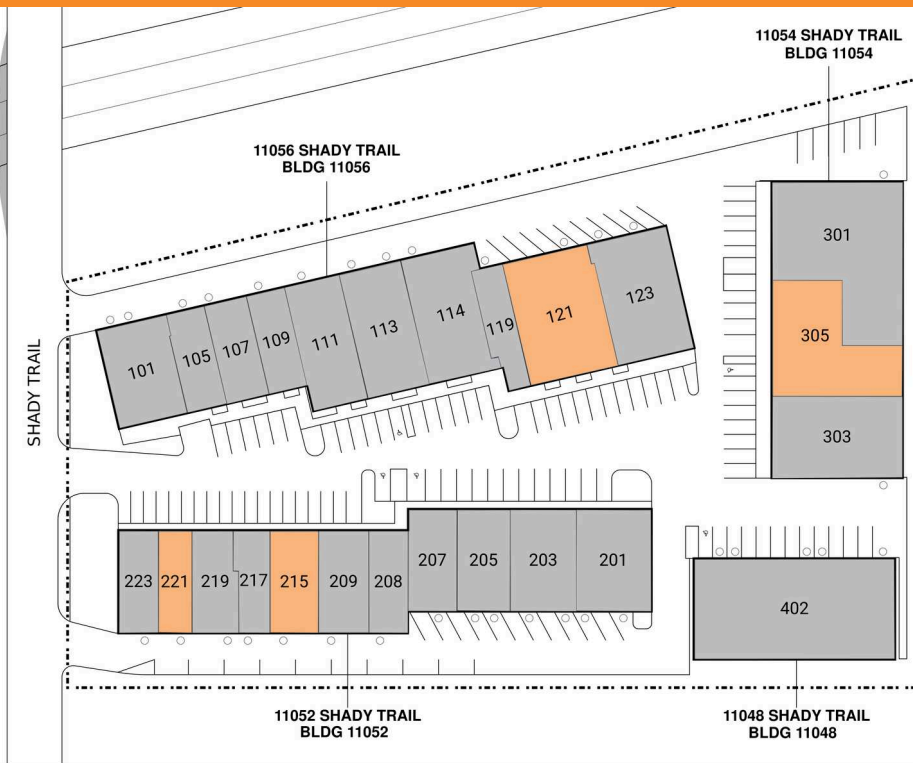 11054 SHADY TRAIL
BLDG 11054
11056 SHADY TRAIL
BLDG 11056
SHADY TRAIL
101
105
107
109
111
113
114
119
121
123
301
305
303
223
221
219
217
215
209
208
207
205
203
201
402
11052 SHADY TRAIL
BLDG 11052
11048 SHADY TRAIL
BLDG 11048